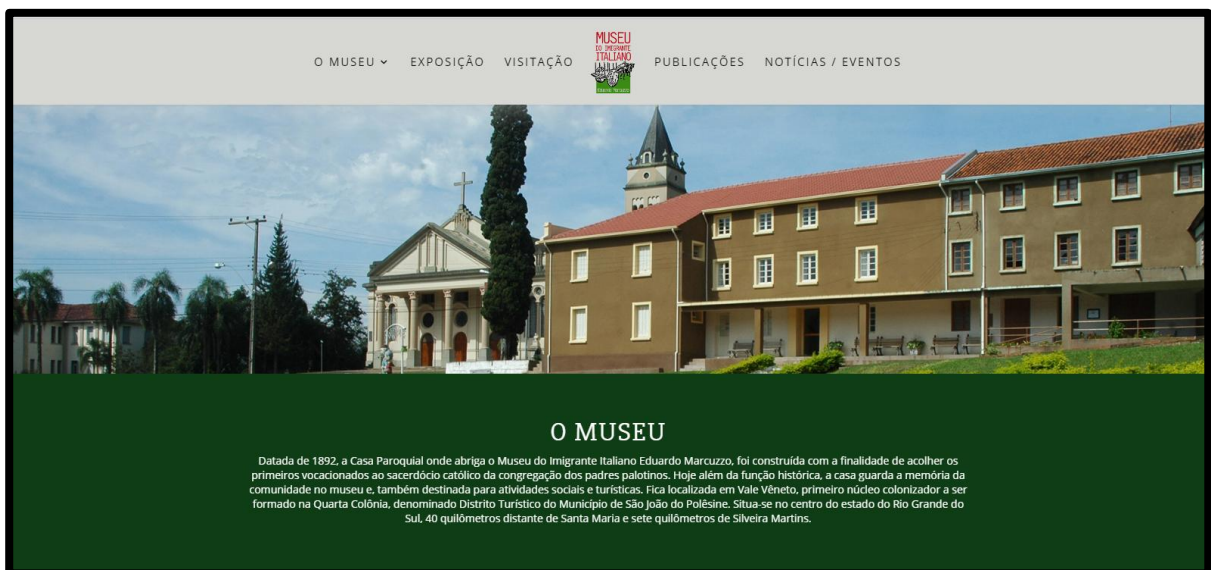 O MUSEU
EXPOSIÇÃO
VISITAÇÃO
MUSEU
DO IMIGRANTE
ITALIANO
PUBLICAÇÕES
NOTÍCIAS / EVENTOS
O MUSEU
Datada de 1892, a Casa Paroquial onde abriga o Museu do Imigrante Italiano Eduardo Marcuzzo, foi construída com a finalidade de acolher os
primeiros vocacionados ao sacerdócio católico da congregação dos padres palotinos. Hoje além da função histórica, a casa guarda a memória da
comunidade no museu e, também destinada para atividades sociais e turísticas. Fica localizada em Vale Vêneto, primeiro núcleo colonizador a ser
formado na Quarta Colônia, denominado Distrito Turístico do Município de São João do Polêsine. Situa-se no centro do estado do Rio Grande do
Sul, 40 quilômetros distante de Santa Maria e sete quilômetros de Silveira Martins.